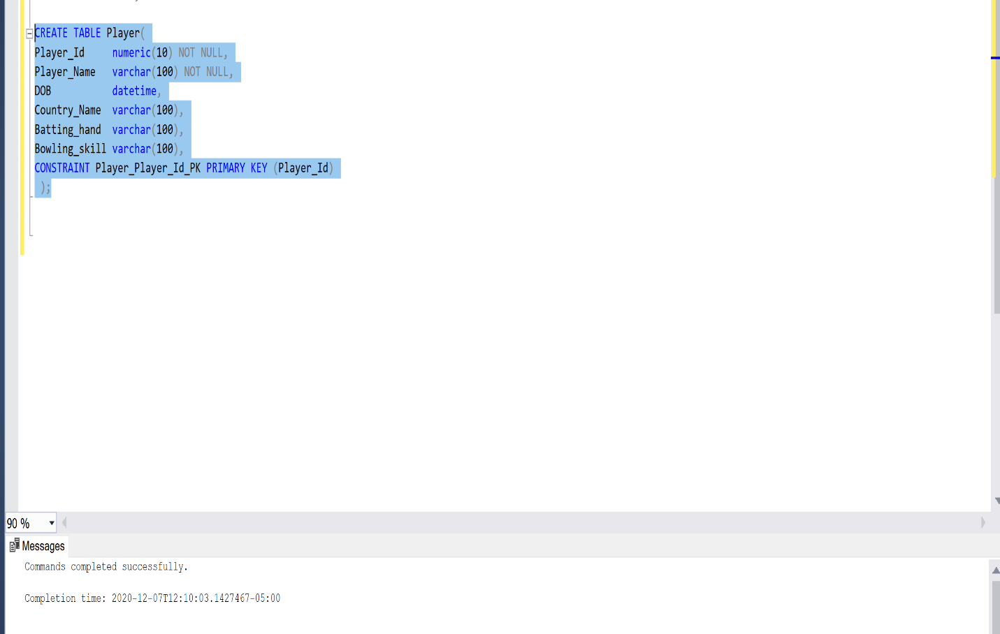 CREATE TABLE Player(
Player_Id     numeric(10) NOT NULL,
Player_Name   varchar(100) NOT NULL,
DOB           datetime,
Country_Name  varchar(100),
Batting_hand  varchar(100),
Bowling_skill varchar(100),
CONSTRAINT Player_Player_Id_PK PRIMARY KEY (Player_Id)
 );
90 %
Messages
Commands completed successfully.
Completion time: 2020-12-07T12:10:03.1427467-05:00